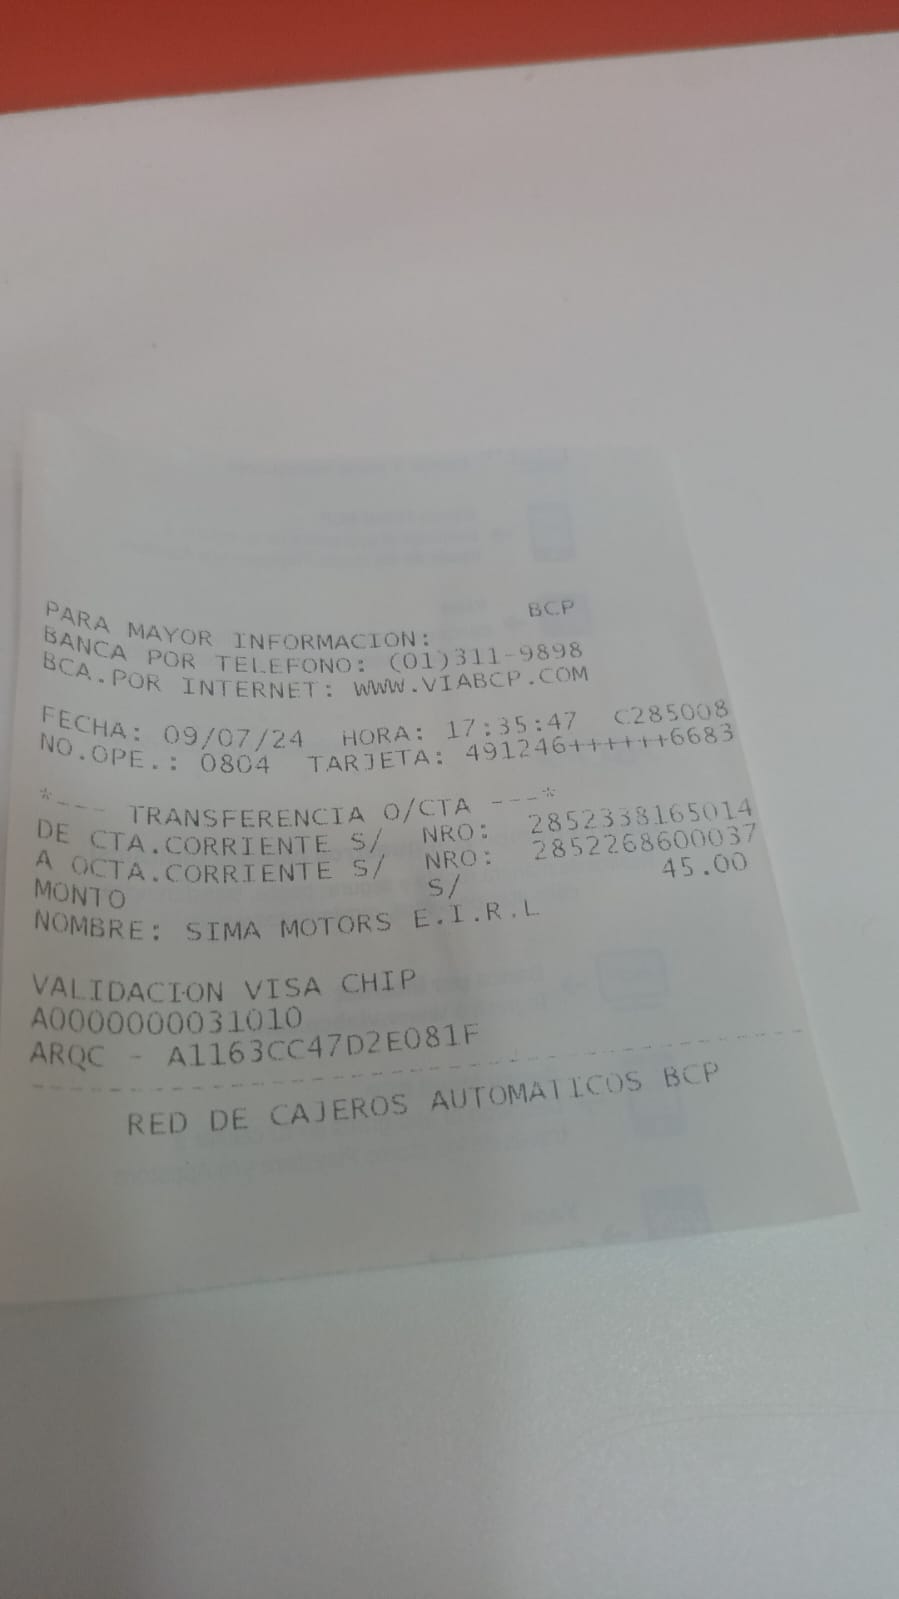 BCP
PARA MAYOR INFORMACION:
BANCA POR TELEFONO: (01)311-9898
BCA.POR INTERNET: WWW.VIABCP.COM
FECHA: 09/07/24 HORA: 17:35:47 C285008
NO.OPE.: 0804 TARJETA: 491246++++++6683
*--- TRANSFERENCIA O/CTA ---*
DE CTA.CORRIENTE S/ NRO: 2852338165014
A OCTA.CORRIENTE S/ NRO: 2852268600037
MONTO S/ 45.00
NOMBRE: SIMA MOTORS E.I.R.L
VALIDACION VISA CHIP
A0000000031010
ARQC - A1163CC47D2E081F
RED DE CAJEROS AUTOMATICOS BCP